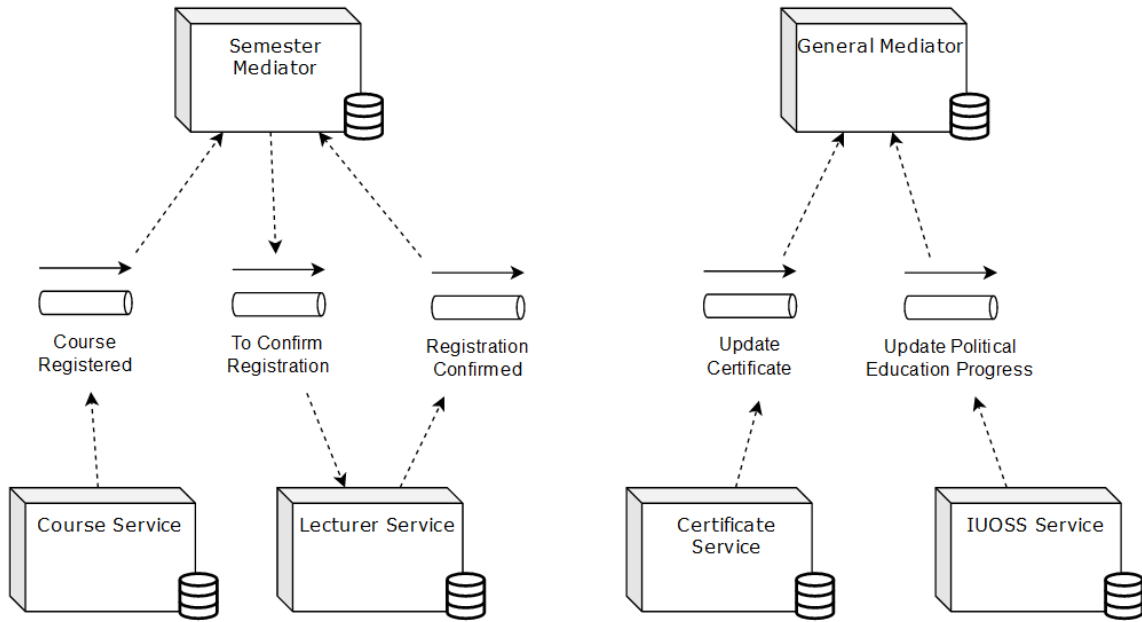 Semester
Mediator
General Mediator
Course
Registered
To Confirm
Registration
Registration
Confirmed
Update
Certificate
Update Political
Education Progress
Course Service
Lecturer Service
Certificate
Service
IUOSS Service